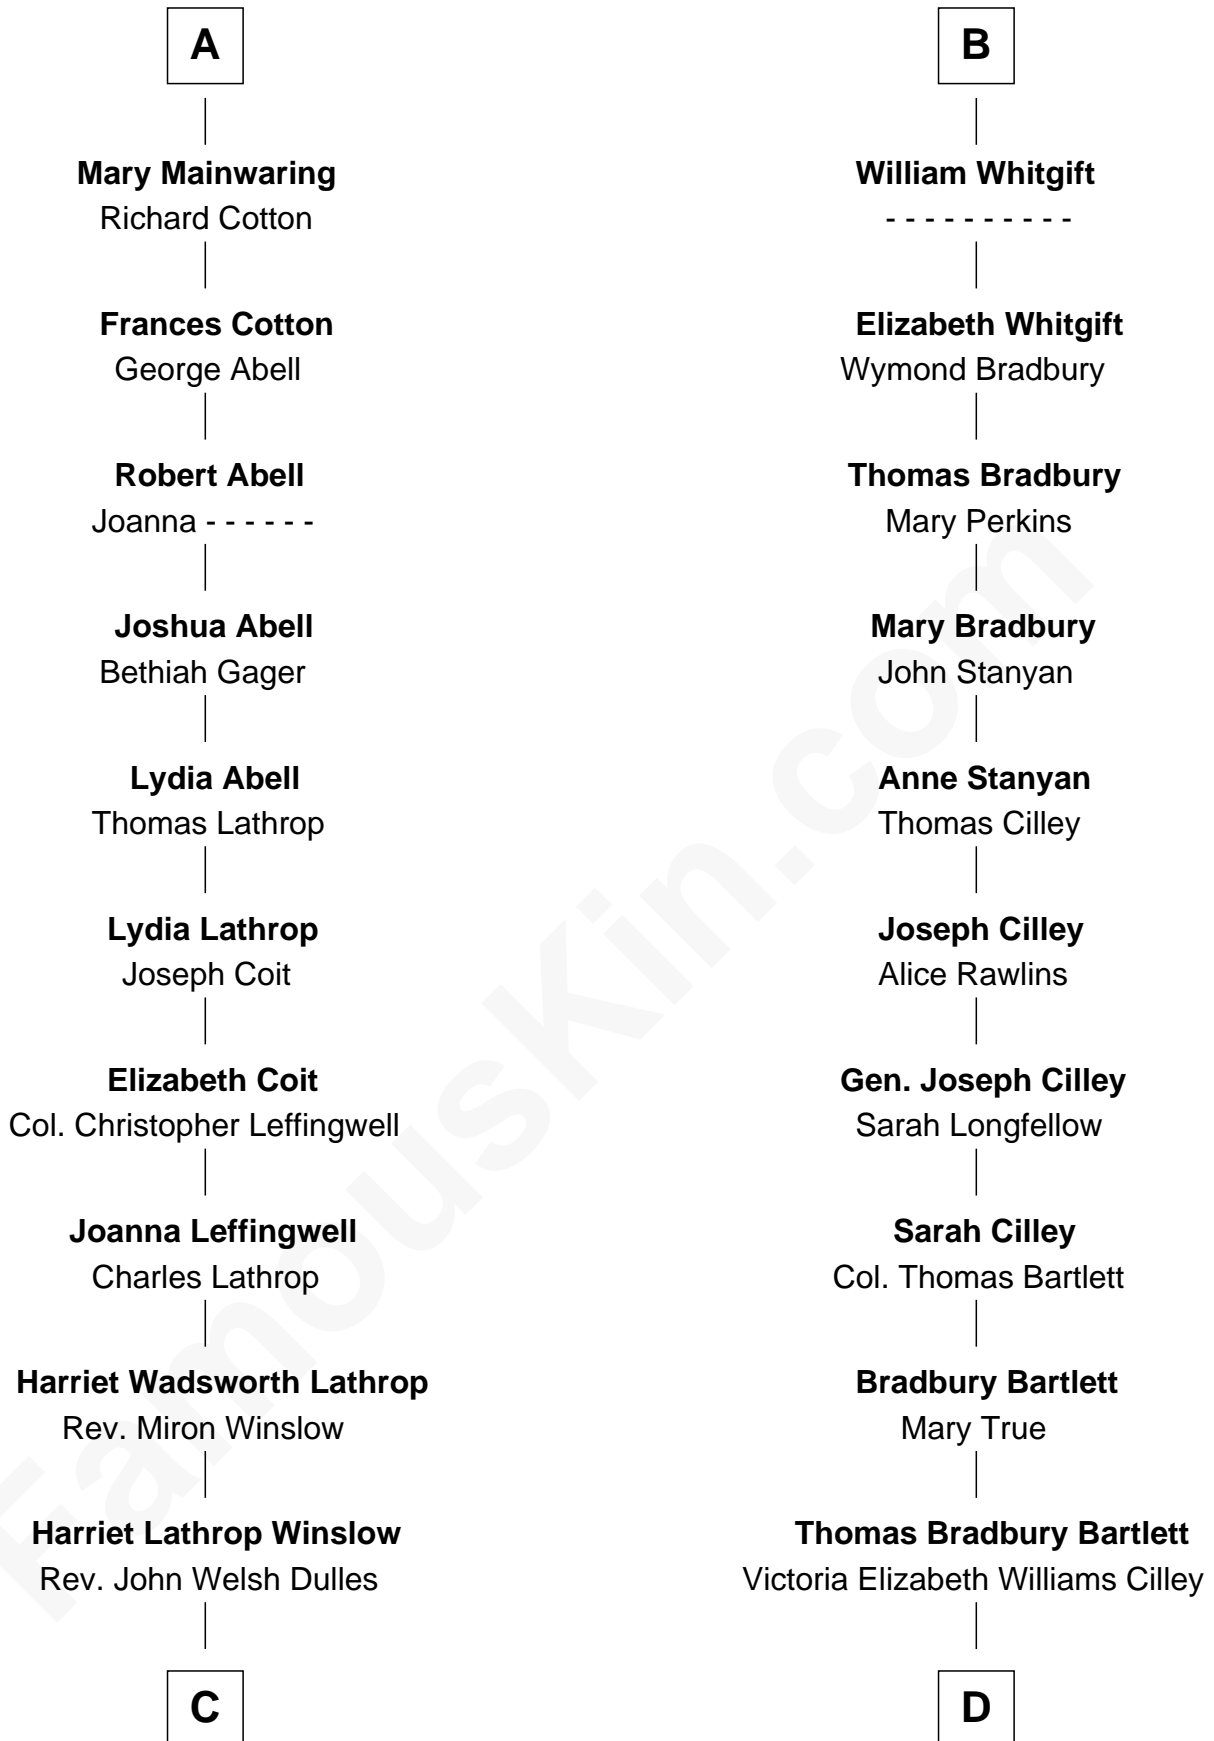 A
Mary Mainwaring
Richard Cotton
Frances Cotton
George Abell
Robert Abell
Joanna - - - - - -
Joshua Abell
Bethiah Gager
Lydia Abell
Thomas Lathrop
Lydia Lathrop
Joseph Coit
Elizabeth Coit
Col. Christopher Leffingwell
Joanna Leffingwell
Charles Lathrop
Harriet Wadsworth Lathrop
Rev. Miron Winslow
Harriet Lathrop Winslow
Rev. John Welsh Dulles
C
B
William Whitgift
- - - - - - - - - -
Elizabeth Whitgift
Wymond Bradbury
Thomas Bradbury
Mary Perkins
Mary Bradbury
John Stanyan
Anne Stanyan
Thomas Cilley
Joseph Cilley
Alice Rawlins
Gen. Joseph Cilley
Sarah Longfellow
Sarah Cilley
Col. Thomas Bartlett
Bradbury Bartlett
Mary True
Thomas Bradbury Bartlett
Victoria Elizabeth Williams Cilley
D
FamousKin.com